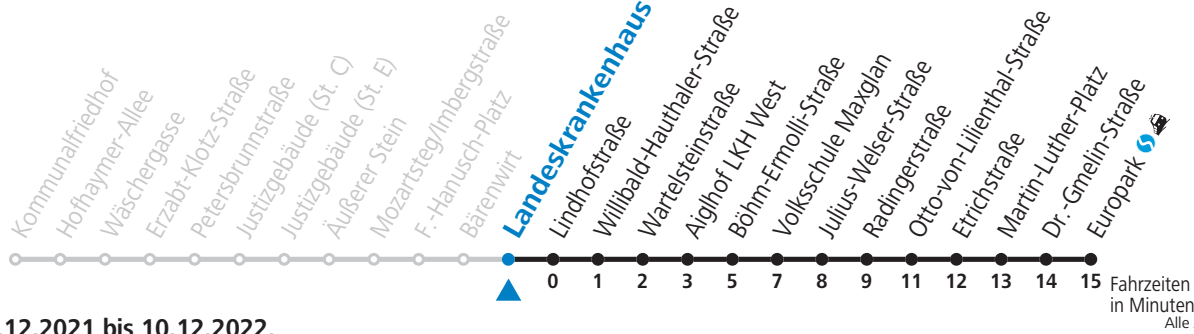 Kommunalfriedhof
Hofhaymer-Allee
Wäschergasse
Erzabt-Klotz-Straße
Petersbrunnstraße
Justizgebäude (St. C)
Justizgebäude (St. E)
Äußerer Stein
Mozartsteg/Imbergstraße
F.-Hanusch-Platz
Bärenwirt
Landeskrankenhaus
Lindhofstraße
Willibald-Hauthaler-Straße
Wartelsteinstraße
Aiglhof LKH West
Böhm-Ermolli-Straße
Volksschule Maxglan
Julius-Welser-Straße
Radingerstraße
Otto-von-Lilienthal-Straße
Etrichstraße
Martin-Luther-Platz
Dr.-Gmelin-Straße
Europark
0 1 2 3 5 7 8 9 11 12 13 14 15
Fahrzeiten
in Minuten
Alle
.12.2021 bis 10.12.2022.